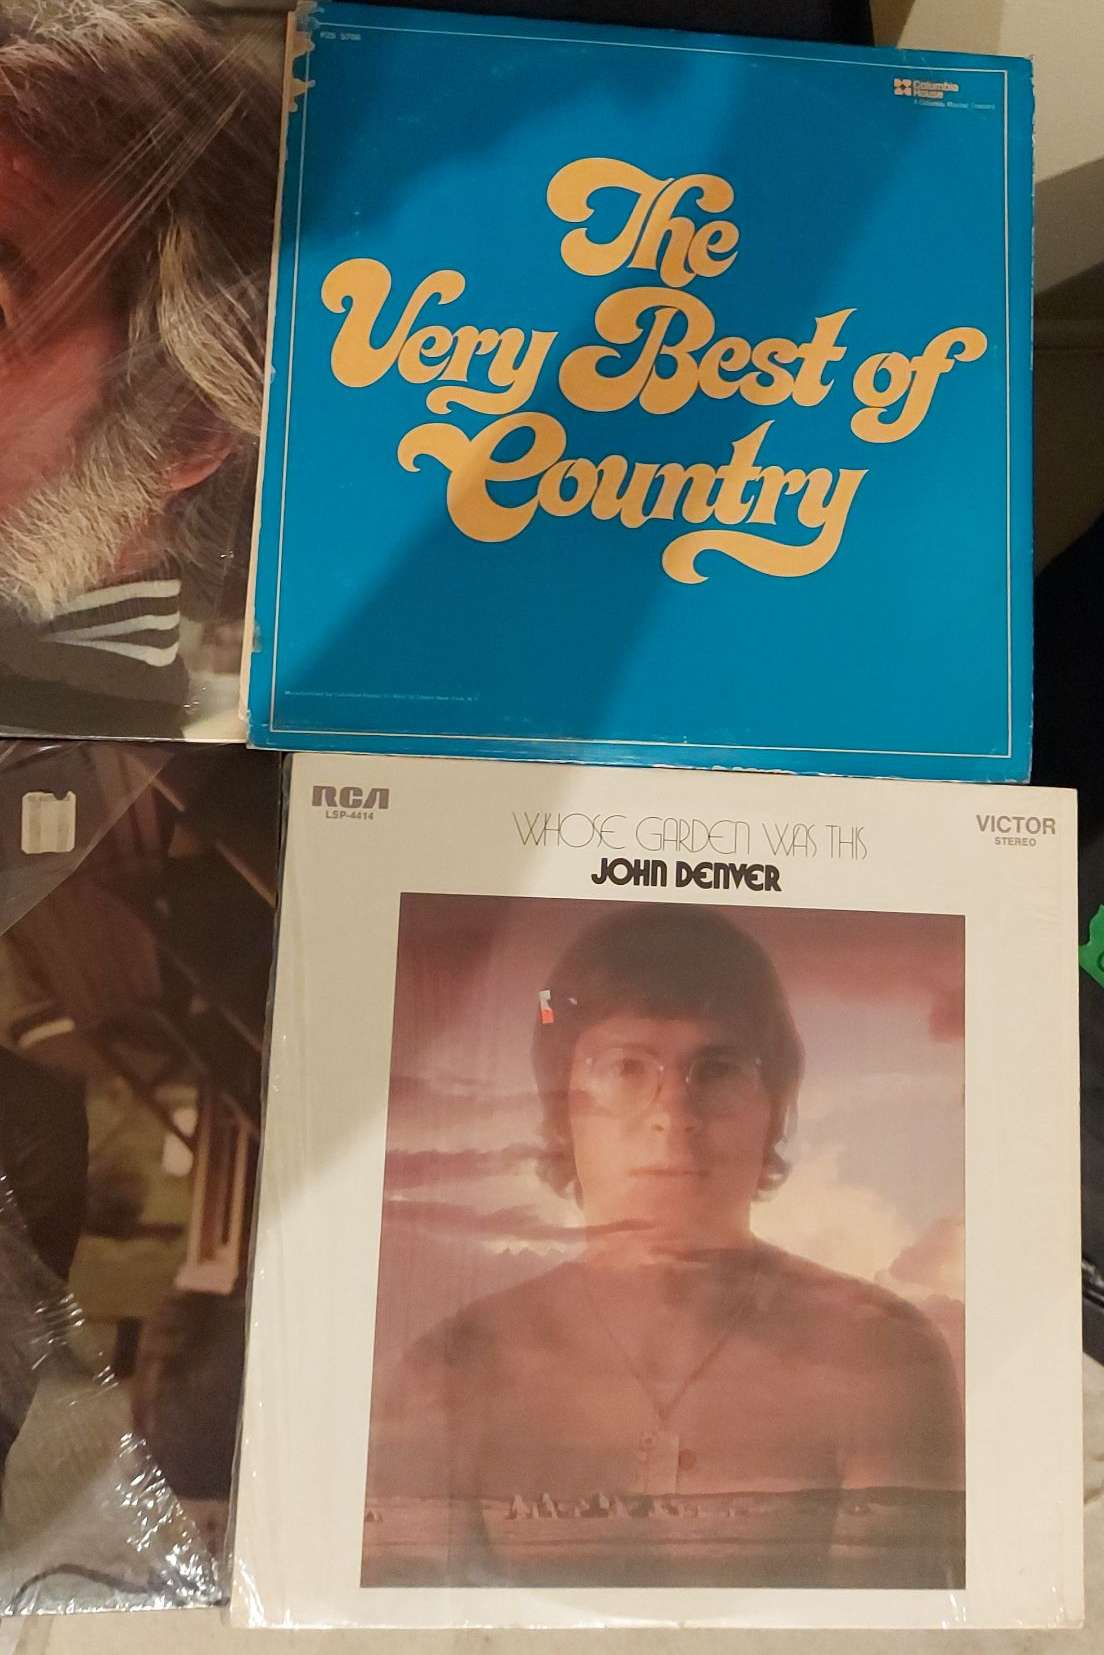 Columbia
House
The
Very Best of
Country
RCA
LSP-4414
WHOSE GARDEN WAS THIS
JOHN DENVER
VICTOR
STEREO